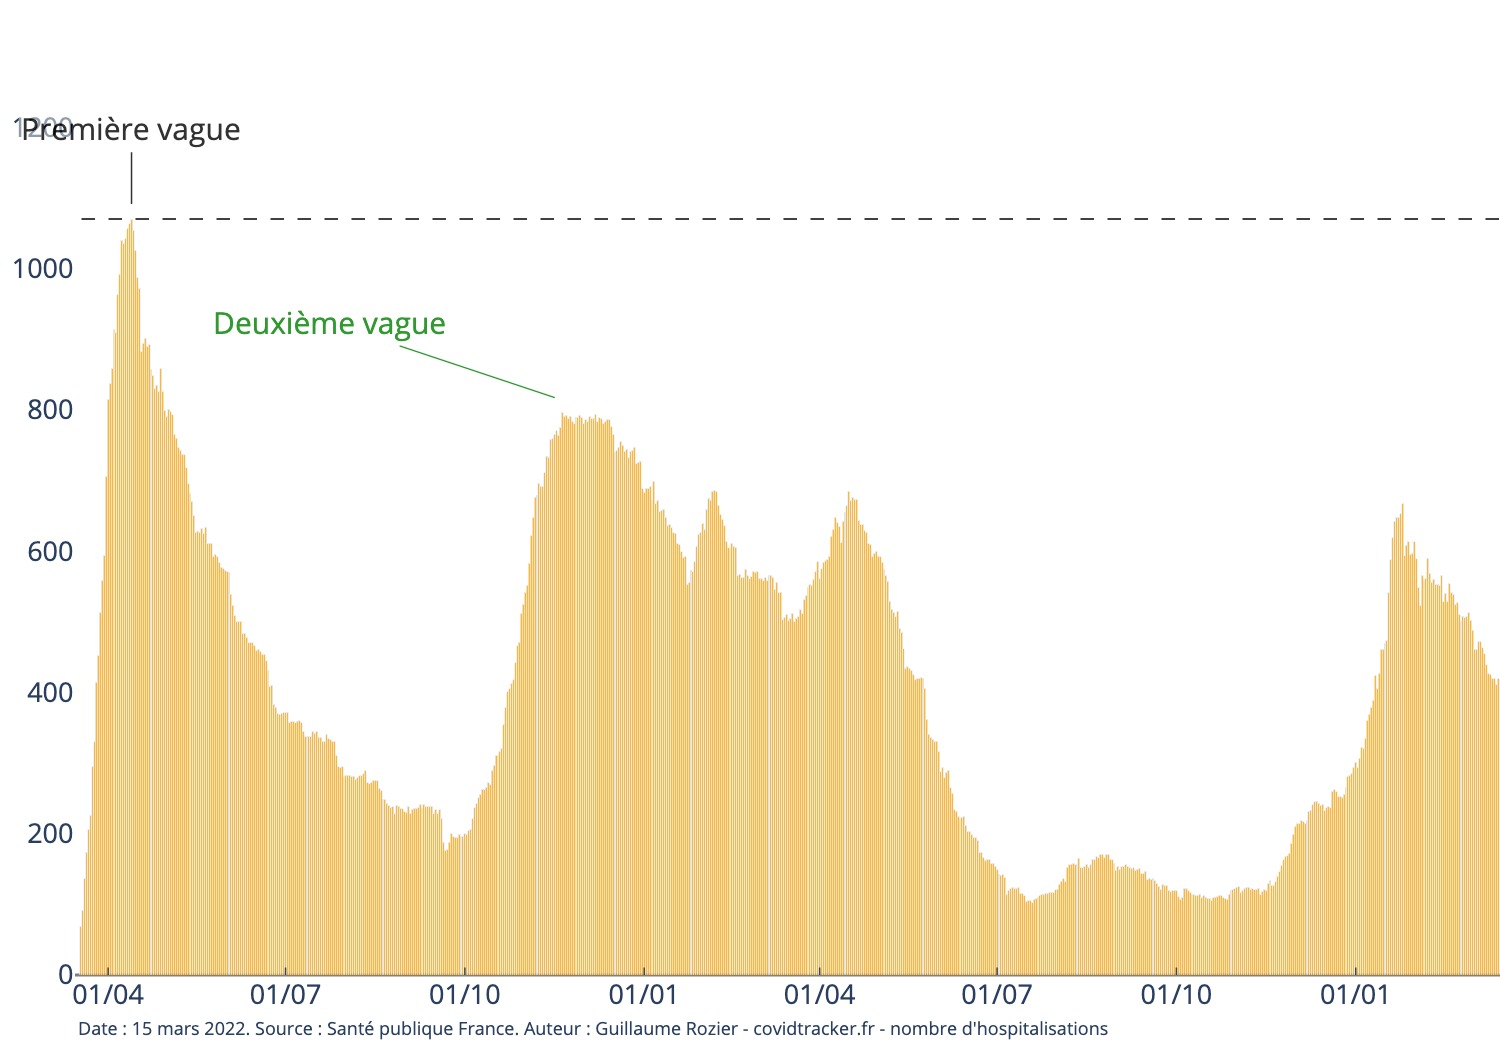 1200
Première vague
1000
Deuxième vague
800
600
400
200
0
01/04 01/07 01/10 01/01 01/04 01/07 01/10 01/01
Date : 15 mars 2022. Source : Santé publique France. Auteur : Guillaume Rozier - covidtracker.fr - nombre d'hospitalisations